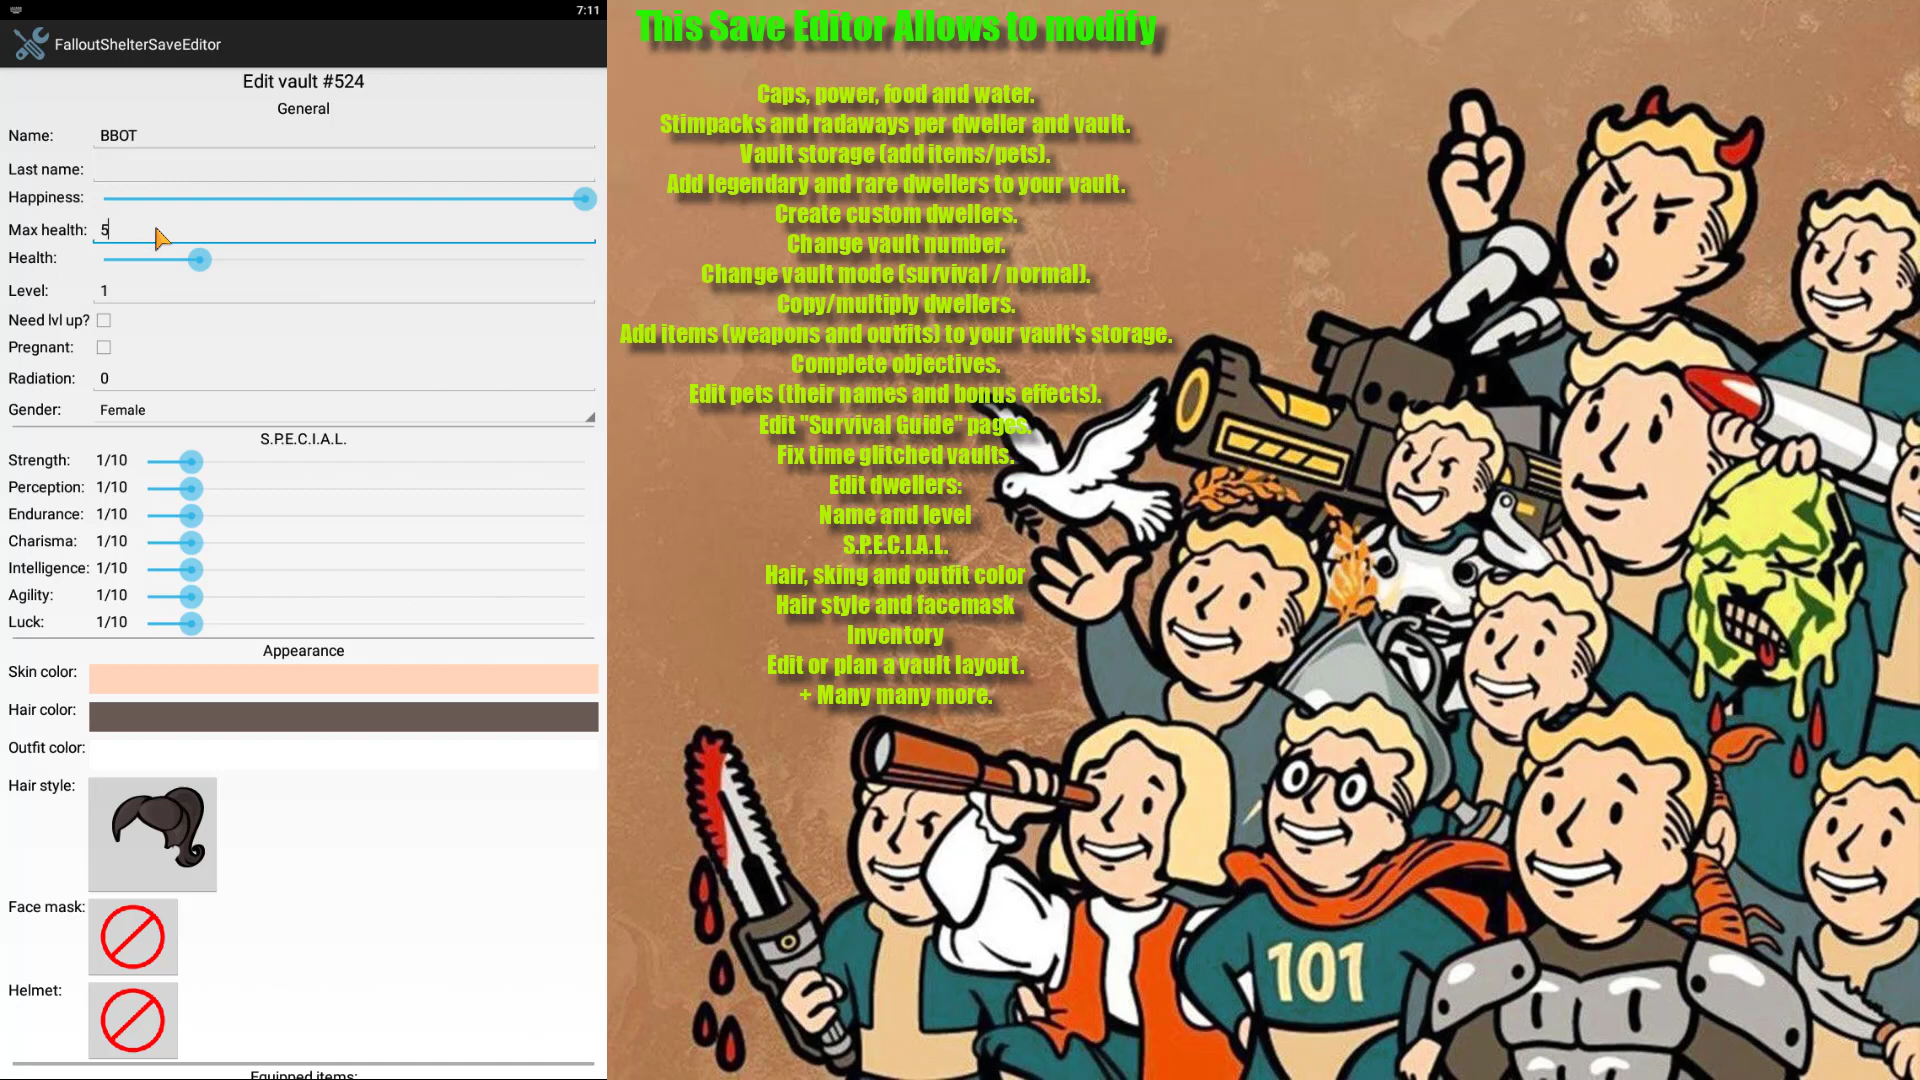 7:11
FalloutShelterSaveEditor
Edit vault #524
General
Name: BBOT
Last name:
Happiness:
Max health: 5
Health:
Level: 1
Need lvl up?
Pregnant:
Radiation: 0
Gender: Female
S.P.E.C.I.A.L.
Strength: 1/10
Perception: 1/10
Endurance: 1/10
Charisma: 1/10
Intelligence: 1/10
Agility: 1/10
Luck: 1/10
Appearance
Skin color:
Hair color:
Outfit color:
Hair style:
Face mask:
Helmet:
Equipped items:
This Save Editor Allows to modify
Caps, power, food and water.
Stimpacks and radaways per dweller and vault.
Vault storage (add items/pets).
Add legendary and rare dwellers to your vault.
Create custom dwellers.
Change vault number.
Change vault mode (survival / normal).
Copy/multiply dwellers.
Add items (weapons and outfits) to your vault's storage.
Complete objectives.
Edit pets (their names and bonus effects).
Edit "Survival Guide" pages.
Fix time glitched vaults.
Edit dwellers:
Name and level
S.P.E.C.I.A.L.
Hair, sking and outfit color
Hair style and facemask
Inventory
Edit or plan a vault layout.
+ Many many more.
101